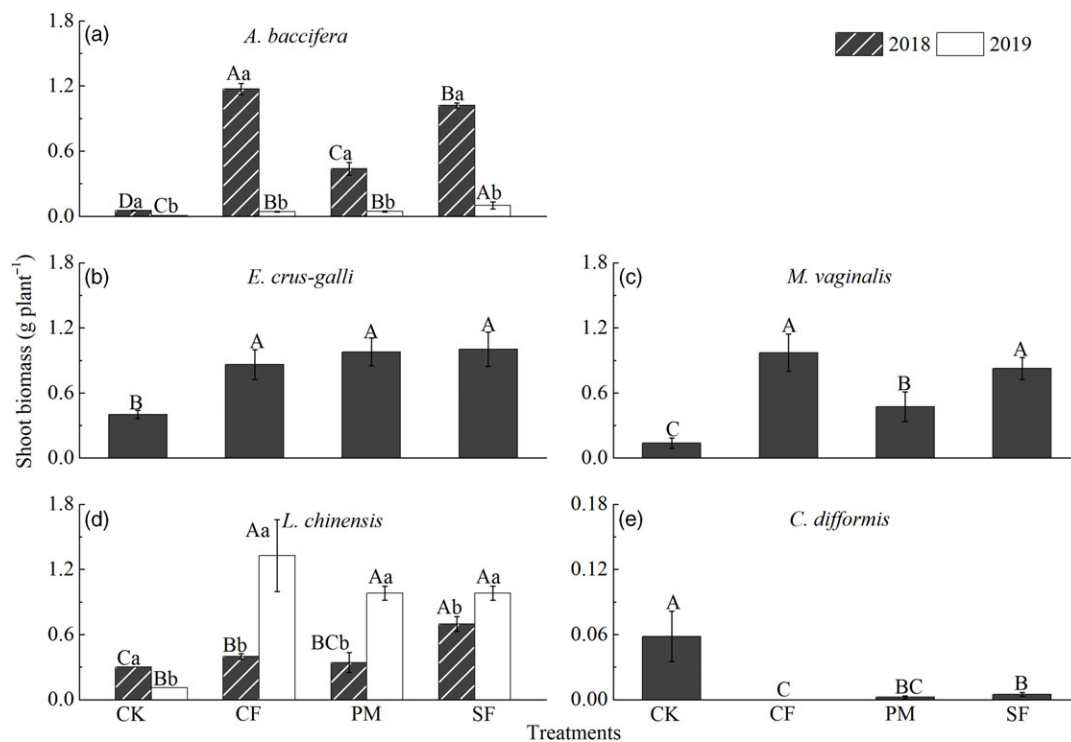 2018 2019
(a) A. baccifera
1.8
1.2
0.6
0.0
Da Cb Aa Bb Ca Bb Ba Ab
(b) E. crus-galli
1.8
1.2
0.6
0.0
B A A A
(c) M. vaginalis
1.8
1.2
0.6
0.0
C A B A
Shoot biomass (g plant⁻¹)
(d) L. chinensis
1.8
1.2
0.6
0.0
Ca Bb Bb Aa BCb Aa Ab Aa
CK CF PM SF
(e) C. difformis
0.18
0.12
0.06
0.00
A C BC B
CK CF PM SF
Treatments